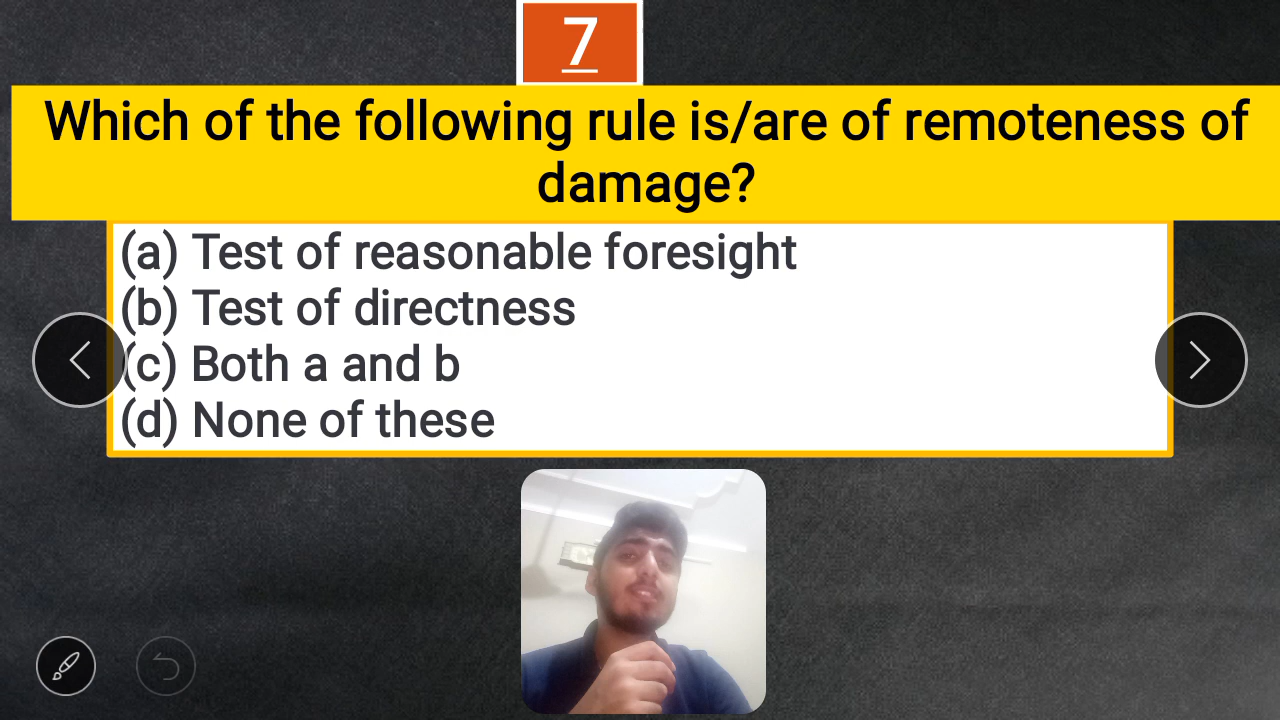 7
Which of the following rule is/are of remoteness of
damage?
(a) Test of reasonable foresight
(b) Test of directness
(c) Both a and b
(d) None of these